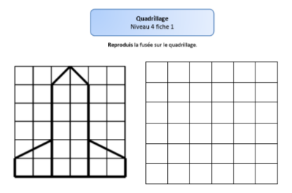 Quadrillage
Niveau 4 fiche 1
Reproduis la fusée sur le quadrillage.